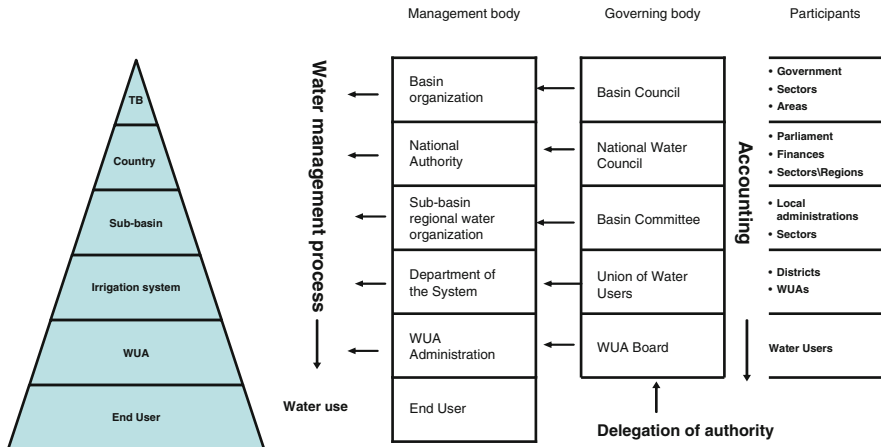 Management body
Governing body
Participants
TB
Country
Sub-basin
Irrigation system
WUA
End User
Water management process
Water use
Basin
organization
National
Authority
Sub-basin
regional water
organization
Department of
the System
WUA
Administration
End User
Basin Council
National Water
Council
Basin Committee
Union of Water
Users
WUA Board
Delegation of authority
Accounting
• Government
• Sectors
• Areas
• Parliament
• Finances
• Sectors\Regions
• Local
administrations
• Sectors
• Districts
• WUAs
Water Users